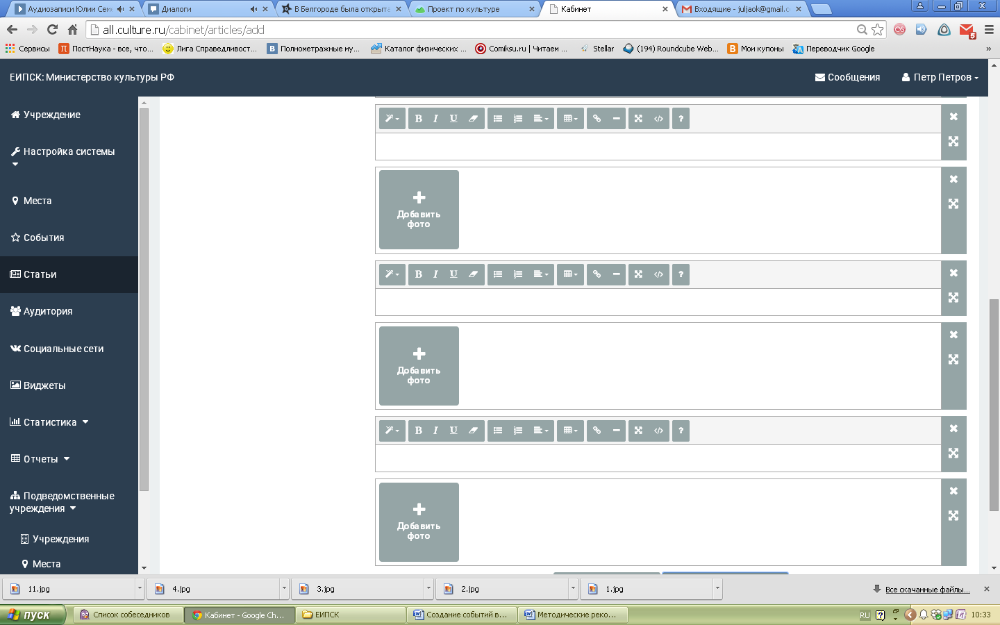 Аудиозаписи Юлии Сем
Диалоги
В Белгороде была открыта
Проект по культуре
Кабинет
Входящие - juljaok@gmail.c
all.culture.ru/cabinet/articles/add
5
Сервисы
ПостНаука - все, что...
Лига Справедливост...
Полнометражные му...
Каталог физических ...
Comiksu.ru | Читаем ...
Stellar
(194) Roundcube Web...
Мои купоны
Переводчик Google
»
ЕИПСК: Министерство культуры РФ
Сообщения
Петр Петров
Учреждение
Настройка системы
Места
События
Статьи
Аудитория
Социальные сети
Виджеты
Статистика
Отчеты
Подведомственные
учреждения
Учреждения
Места
B I U
?
Добавить
фото
B I U
?
Добавить
фото
B I U
?
Добавить
фото
11.jpg
4.jpg
3.jpg
2.jpg
1.jpg
Все скачанные файлы...
пуск
Список собеседников
Кабинет - Google Ch...
ЕИПСК
Создание событий в...
Методические реко...
RU
10:33